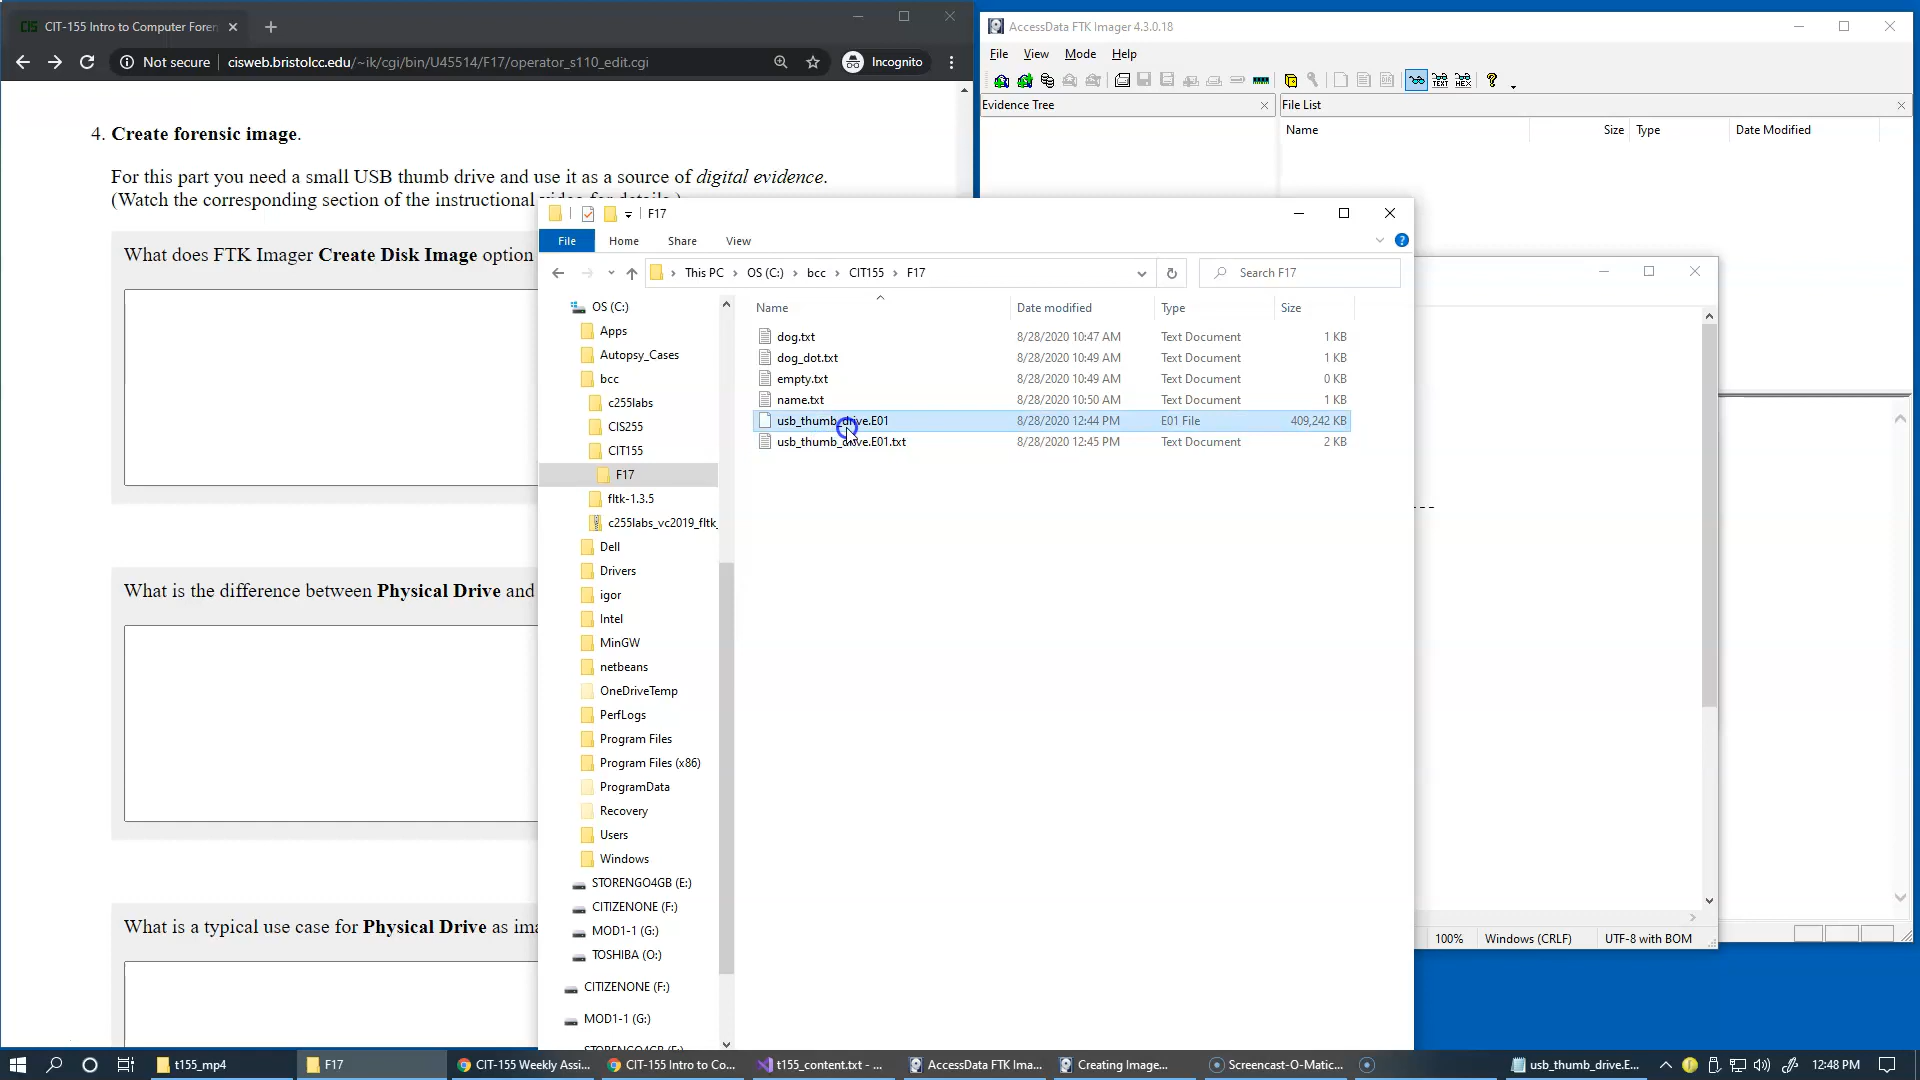 CIS CIT-155 Intro to Computer Foren
Not secure cisweb.bristolcc.edu/~ik/cgi/bin/U45514/F17/operator_s110_edit.cgi Incognito
4. Create forensic image.
For this part you need a small USB thumb drive and use it as a source of digital evidence.
(Watch the corresponding section of the instructional video for details.)
What does FTK Imager Create Disk Image option
What is the difference between Physical Drive and
What is a typical use case for Physical Drive as ima
AccessData FTK Imager 4.3.0.18
File View Mode Help
Evidence Tree
File List
Name Size Type Date Modified
F17
File Home Share View
This PC OS (C:) bcc CIT155 F17
Search F17
OS (C:)
Apps
Autopsy_Cases
bcc
c255labs
CIS255
CIT155
F17
fltk-1.3.5
c255labs_vc2019_fltk_
Dell
Drivers
igor
Intel
MinGW
netbeans
OneDriveTemp
PerfLogs
Program Files
Program Files (x86)
ProgramData
Recovery
Users
Windows
STORENGO4GB (E:)
CITIZENONE (F:)
MOD1-1 (G:)
TOSHIBA (O:)
CITIZENONE (F:)
MOD1-1 (G:)
STORENGO4GB (E:)
Name Date modified Type Size
dog.txt 8/28/2020 10:47 AM Text Document 1 KB
dog_dot.txt 8/28/2020 10:49 AM Text Document 1 KB
empty.txt 8/28/2020 10:49 AM Text Document 0 KB
name.txt 8/28/2020 10:50 AM Text Document 1 KB
usb_thumb_drive.E01 8/28/2020 12:44 PM E01 File 409,242 KB
usb_thumb_drive.E01.txt 8/28/2020 12:45 PM Text Document 2 KB
---
100% Windows (CRLF) UTF-8 with BOM
t155_mp4 F17 CIT-155 Weekly Assi... CIT-155 Intro to Co... t155_content.txt - ... AccessData FTK Ima... Creating Image... Screencast-O-Matic... usb_thumb_drive.E... 12:48 PM